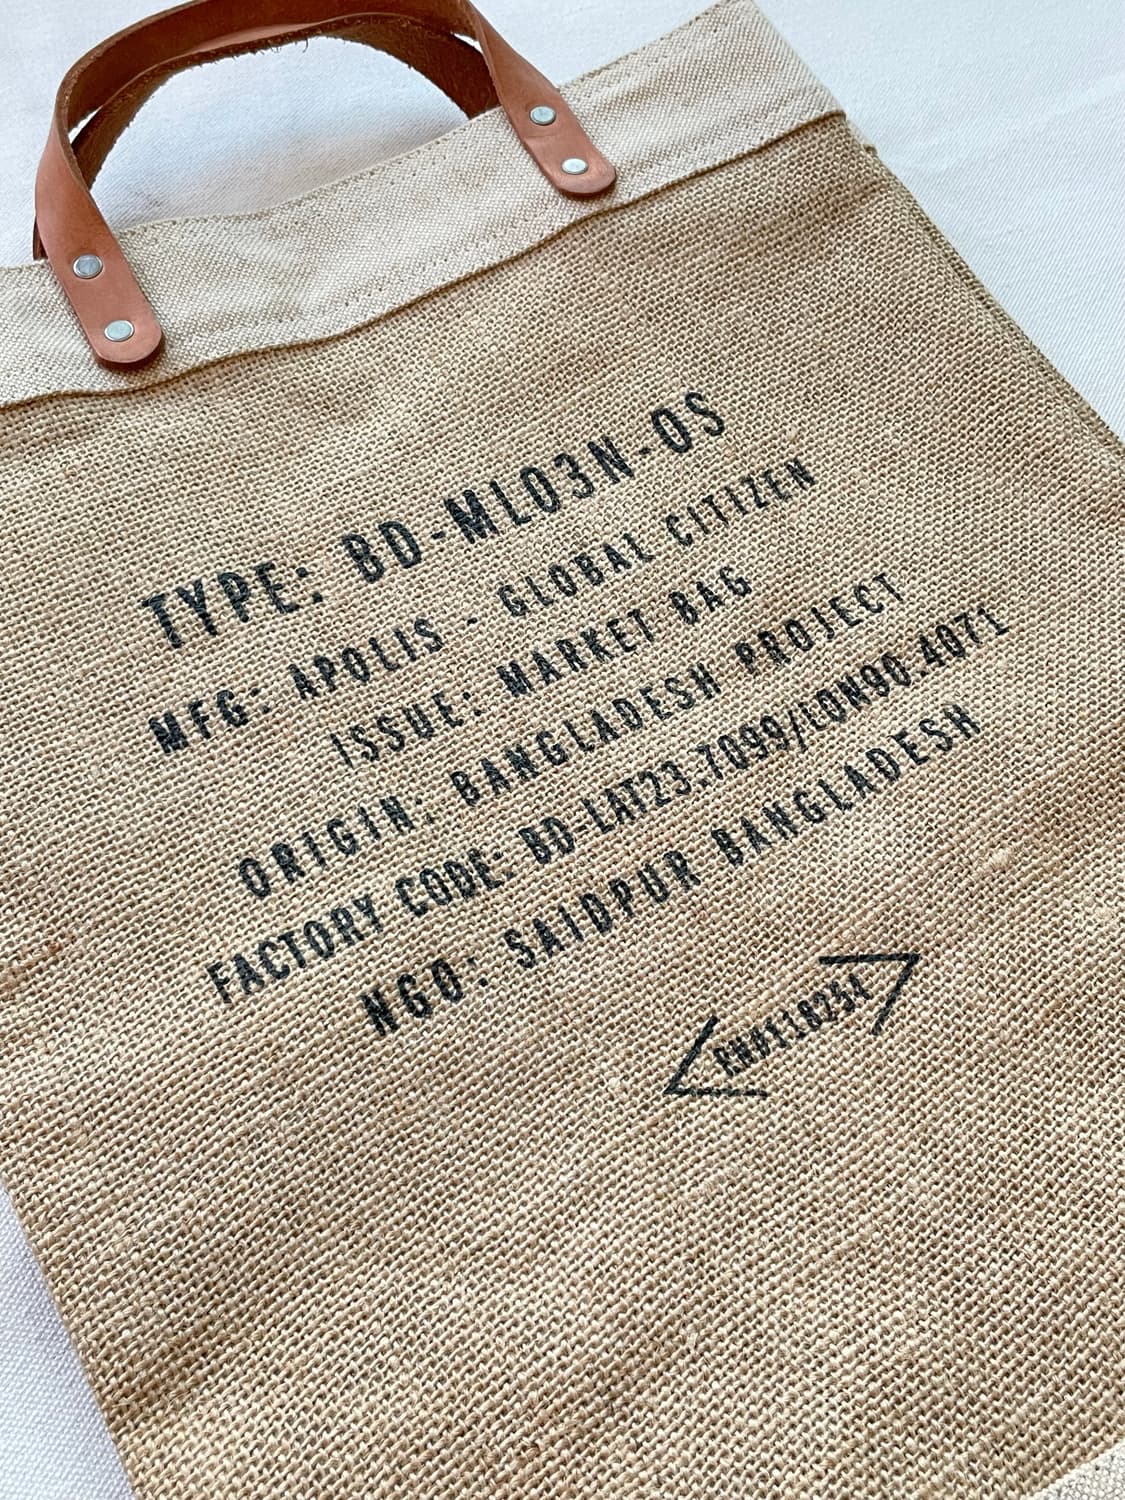 TYPE: BD-ML03N-OS
MFG: APOLIS - GLOBAL CITIZEN
ISSUE: MARKET BAG
ORIGIN: BANGLADESH PROJECT
FACTORY CODE: BD-LAT23.7099/LON90.4071
NGO: SAIDPUR BANGLADESH